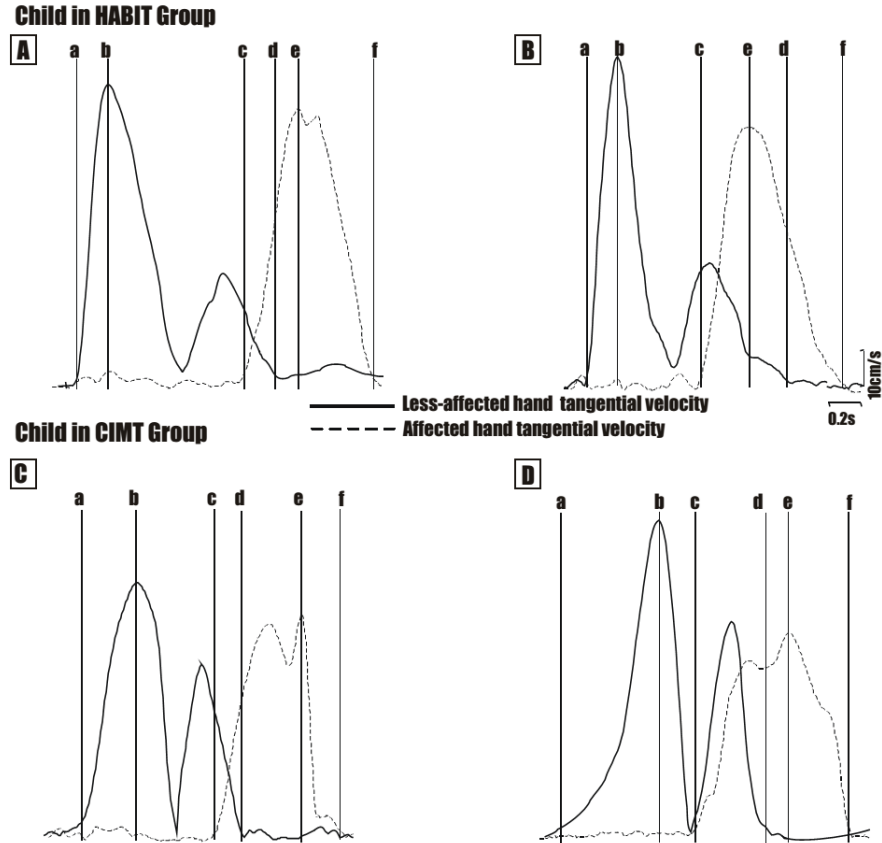 Child in HABIT Group
A
a b c d e f
B
a b c e d f
10cm/s
0.2s
Less-affected hand tangential velocity
Affected hand tangential velocity
Child in CIMT Group
C
a b c d e f
D
a b c d e f